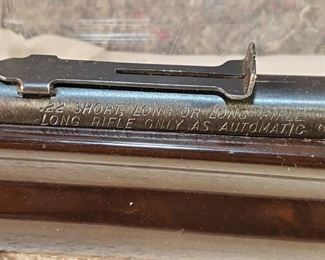 .22 SHORT LONG OR LONG RIFLE
LONG RIFLE ONLY AS AUTOMATIC